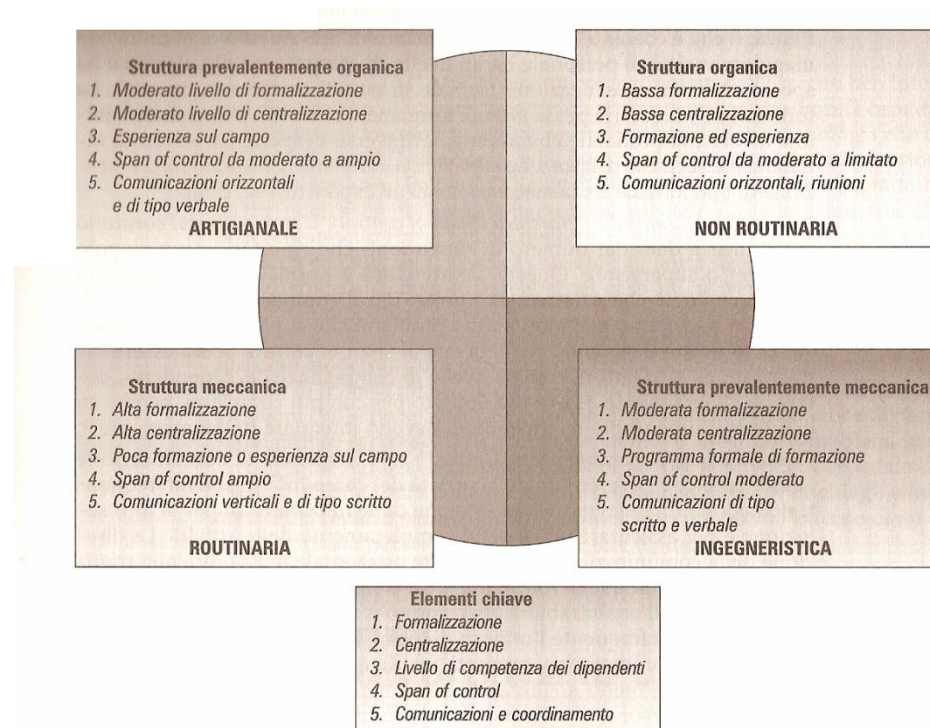 Struttura prevalentemente organica
1. Moderato livello di formalizzazione
2. Moderato livello di centralizzazione
3. Esperienza sul campo
4. Span of control da moderato a ampio
5. Comunicazioni orizzontali
e di tipo verbale
ARTIGIANALE
Struttura organica
1. Bassa formalizzazione
2. Bassa centralizzazione
3. Formazione ed esperienza
4. Span of control da moderato a limitato
5. Comunicazioni orizzontali, riunioni
NON ROUTINARIA
Struttura meccanica
1. Alta formalizzazione
2. Alta centralizzazione
3. Poca formazione o esperienza sul campo
4. Span of control ampio
5. Comunicazioni verticali e di tipo scritto
ROUTINARIA
Struttura prevalentemente meccanica
1. Moderata formalizzazione
2. Moderata centralizzazione
3. Programma formale di formazione
4. Span of control moderato
5. Comunicazioni di tipo
scritto e verbale
INGEGNERISTICA
Elementi chiave
1. Formalizzazione
2. Centralizzazione
3. Livello di competenza dei dipendenti
4. Span of control
5. Comunicazioni e coordinamento